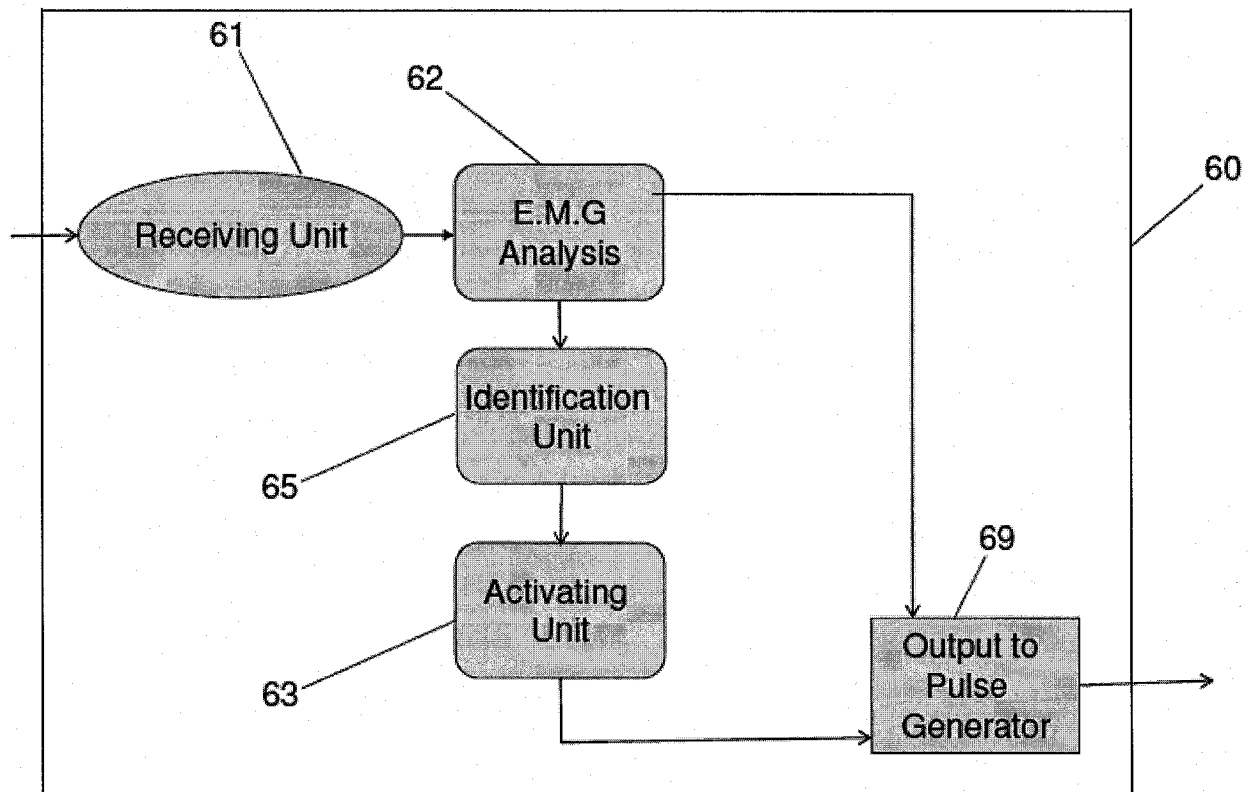 61
62
60
Receiving Unit
E.M.G
Analysis
Identification
Unit
65
Activating
Unit
63
69
Output to
Pulse
Generator